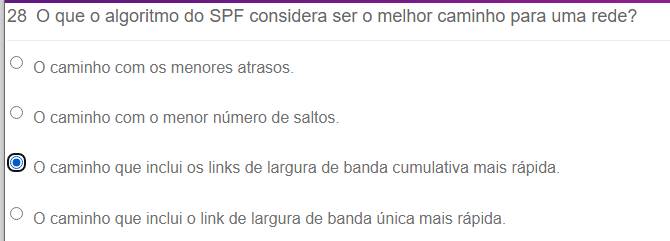 28 O que o algoritmo do SPF considera ser o melhor caminho para uma rede?
O caminho com os menores atrasos.
O caminho com o menor número de saltos.
O caminho que inclui os links de largura de banda cumulativa mais rápida.
O caminho que inclui o link de largura de banda única mais rápida.